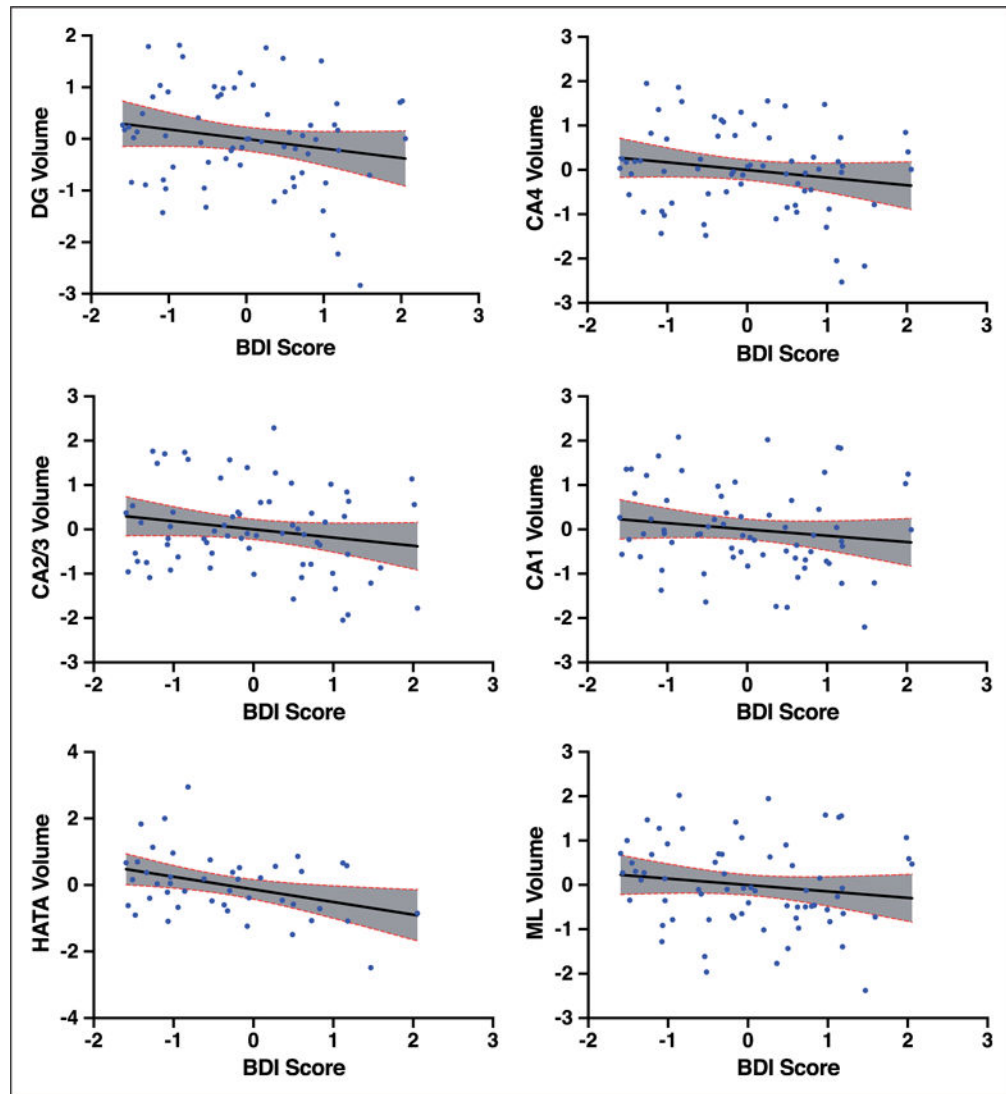 DG Volume
2
1
0
-1
-2
-3
-2 -1 0 1 2 3
BDI Score
CA4 Volume
3
2
1
0
-1
-2
-3
-2 -1 0 1 2 3
BDI Score
CA2/3 Volume
3
2
1
0
-1
-2
-3
-2 -1 0 1 2 3
BDI Score
CA1 Volume
3
2
1
0
-1
-2
-3
-2 -1 0 1 2 3
BDI Score
HATA Volume
4
2
0
-2
-4
-2 -1 0 1 2 3
BDI Score
ML Volume
3
2
1
0
-1
-2
-3
-2 -1 0 1 2 3
BDI Score